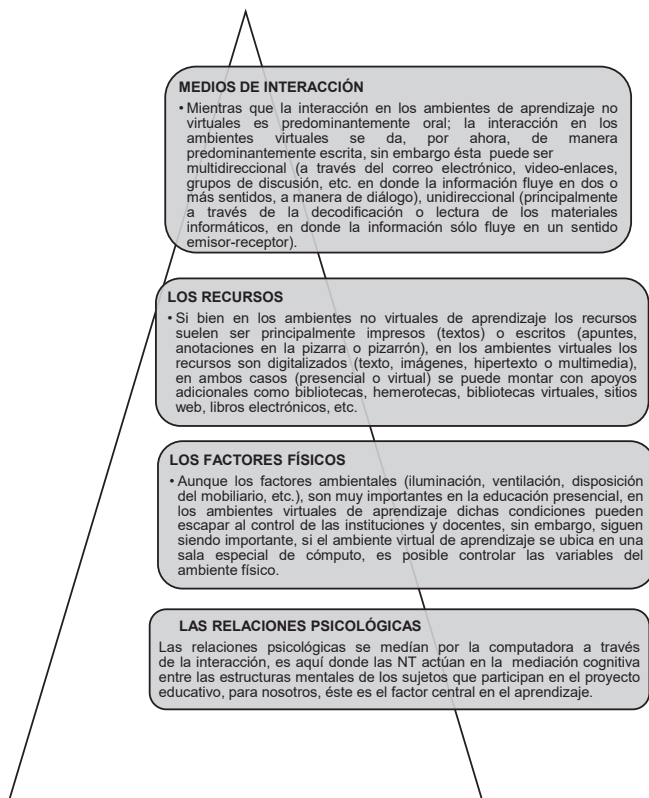 MEDIOS DE INTERACCIÓN
• Mientras que la interacción en los ambientes de aprendizaje no
virtuales es predominantemente oral; la interacción en los
ambientes virtuales se da, por ahora, de manera
predominantemente escrita, sin embargo ésta puede ser
multidireccional (a través del correo electrónico, video-enlaces,
grupos de discusión, etc. en donde la información fluye en dos o
más sentidos, a manera de diálogo), unidireccional (principalmente
a través de la decodificación o lectura de los materiales
informáticos, en donde la información sólo fluye en un sentido
emisor-receptor).
LOS RECURSOS
• Si bien en los ambientes no virtuales de aprendizaje los recursos
suelen ser principalmente impresos (textos) o escritos (apuntes,
anotaciones en la pizarra o pizarrón), en los ambientes virtuales los
recursos son digitalizados (texto, imágenes, hipertexto o multimedia),
en ambos casos (presencial o virtual) se puede montar con apoyos
adicionales como bibliotecas, hemerotecas, bibliotecas virtuales, sitios
web, libros electrónicos, etc.
LOS FACTORES FÍSICOS
• Aunque los factores ambientales (iluminación, ventilación, disposición
del mobiliario, etc.), son muy importantes en la educación presencial, en
los ambientes virtuales de aprendizaje dichas condiciones pueden
escapar al control de las instituciones y docentes, sin embargo, siguen
siendo importante, si el ambiente virtual de aprendizaje se ubica en una
sala especial de cómputo, es posible controlar las variables del
ambiente físico.
LAS RELACIONES PSICOLÓGICAS
Las relaciones psicológicas se medían por la computadora a través
de la interacción, es aquí donde las NT actúan en la mediación cognitiva
entre las estructuras mentales de los sujetos que participan en el proyecto
educativo, para nosotros, éste es el factor central en el aprendizaje.